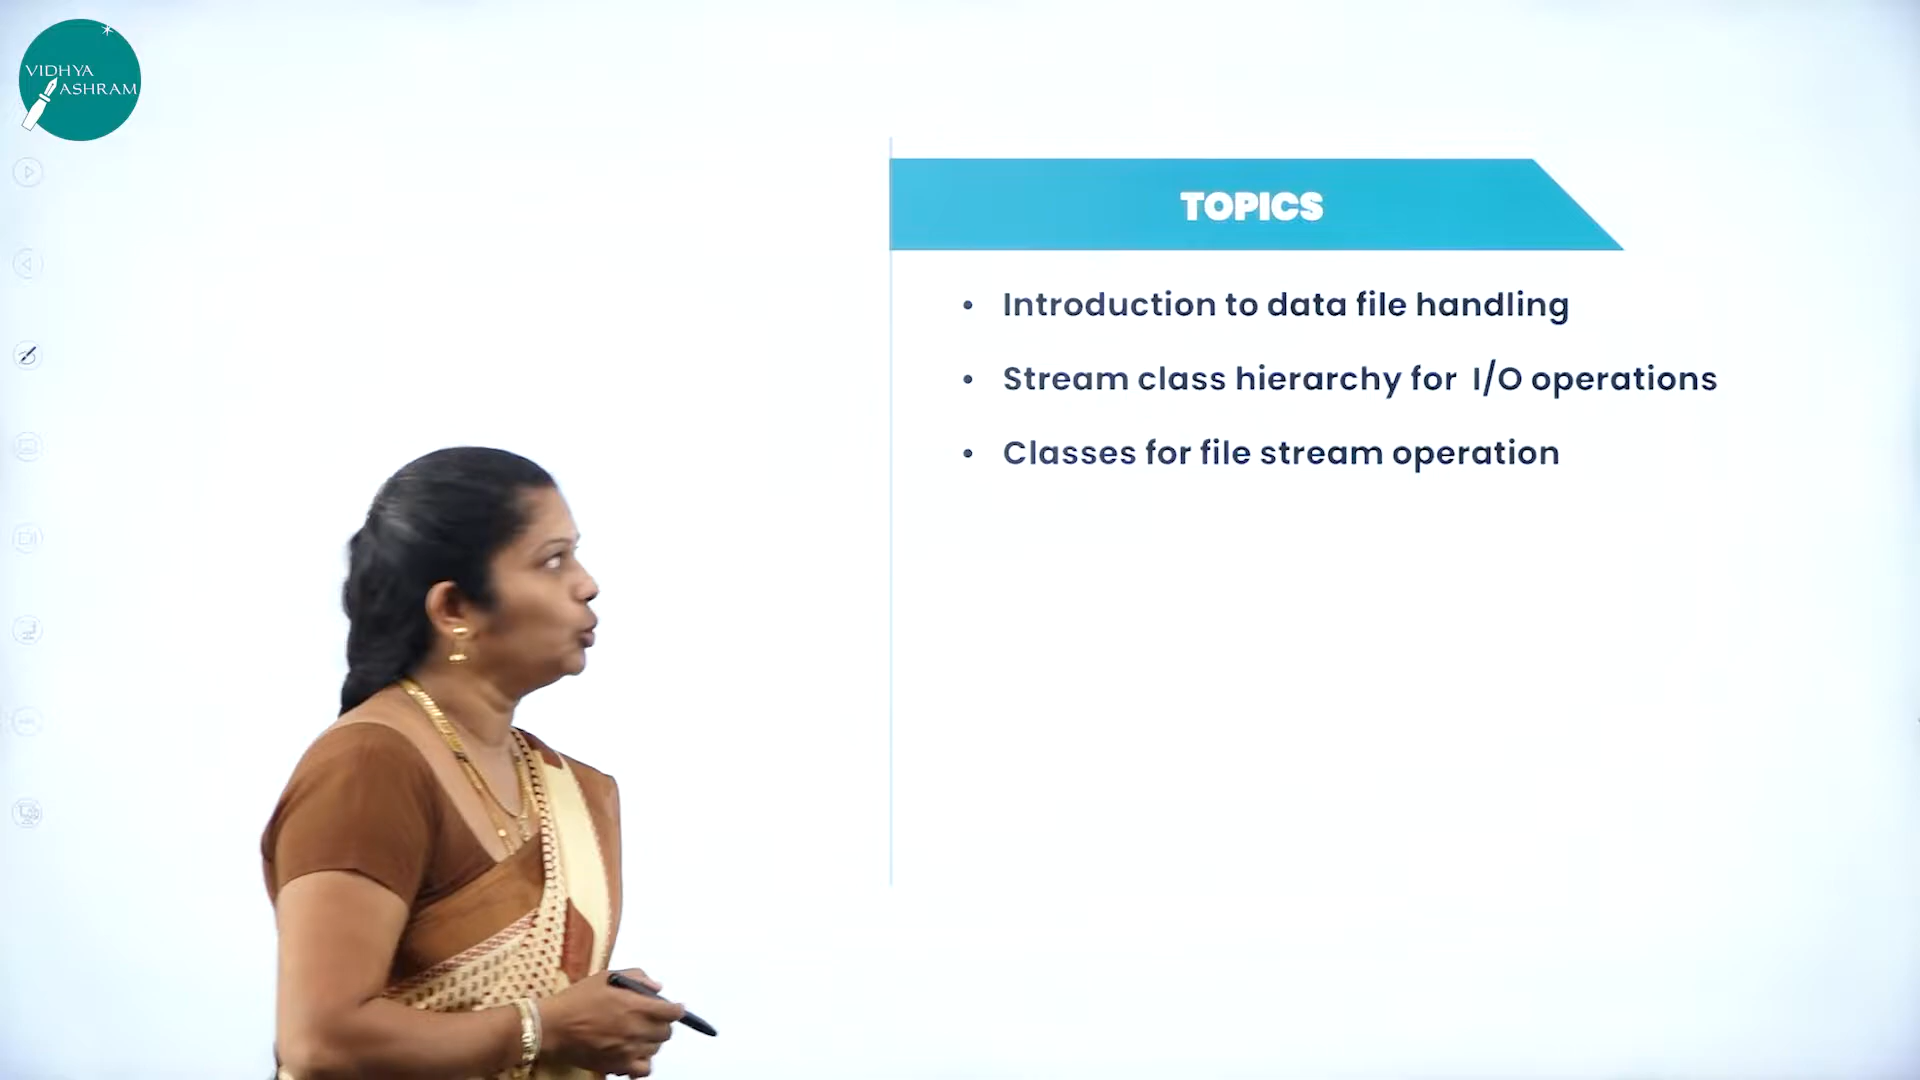 VIDHYA
ASHRAM
TOPICS
• Introduction to data file handling
• Stream class hierarchy for I/O operations
• Classes for file stream operation